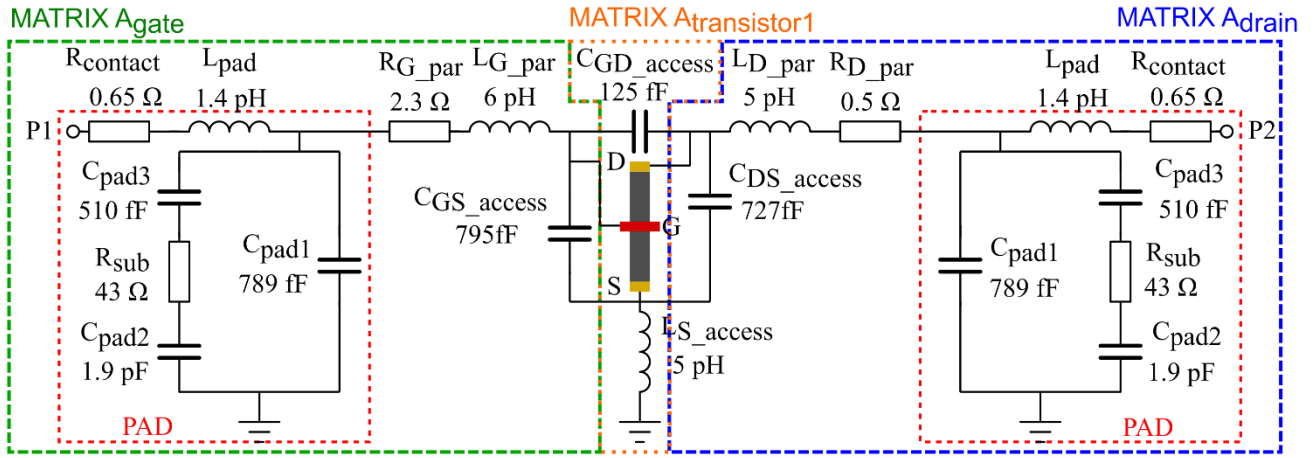 MATRIX Agate
MATRIX Atransistor1
MATRIX Adrain
Rcontact
0.65 Ω
Lpad
1.4 pH
RG_par
2.3 Ω
LG_par
6 pH
CGD_access
125 fF
LD_par
5 pH
RD_par
0.5 Ω
Lpad
1.4 pH
Rcontact
0.65 Ω
P1
P2
Cpad3
510 fF
Rsub
43 Ω
Cpad2
1.9 pF
Cpad1
789 fF
PAD
CGS_access
795fF
D
G
S
CDS_access
727fF
LS_access
5 pH
Cpad1
789 fF
Cpad3
510 fF
Rsub
43 Ω
Cpad2
1.9 pF
PAD